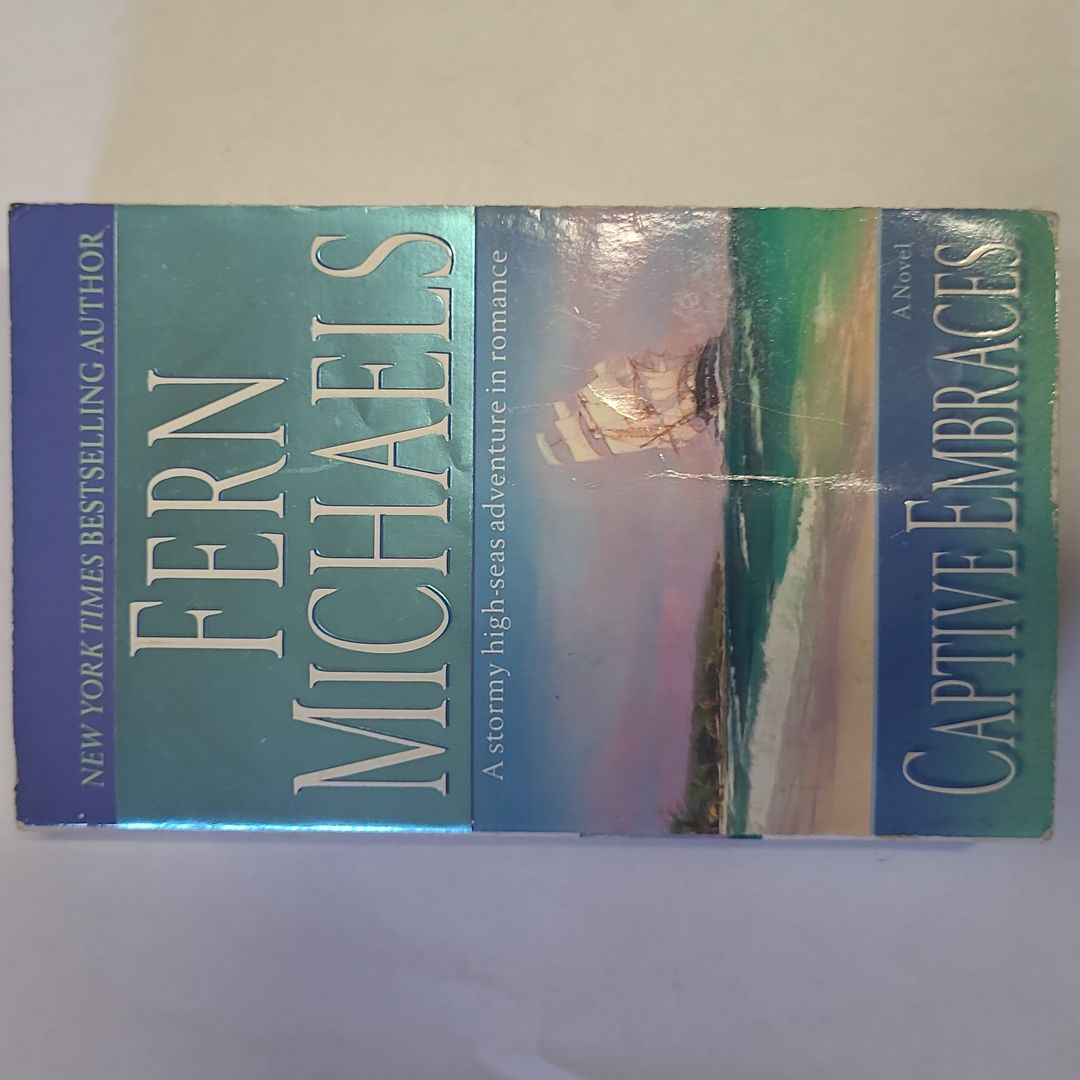 NEW YORK TIMES BESTSELLING AUTHOR
FERN
MICHAELS
A stormy high-seas adventure in romance
A Novel
CAPTIVE EMBRACES